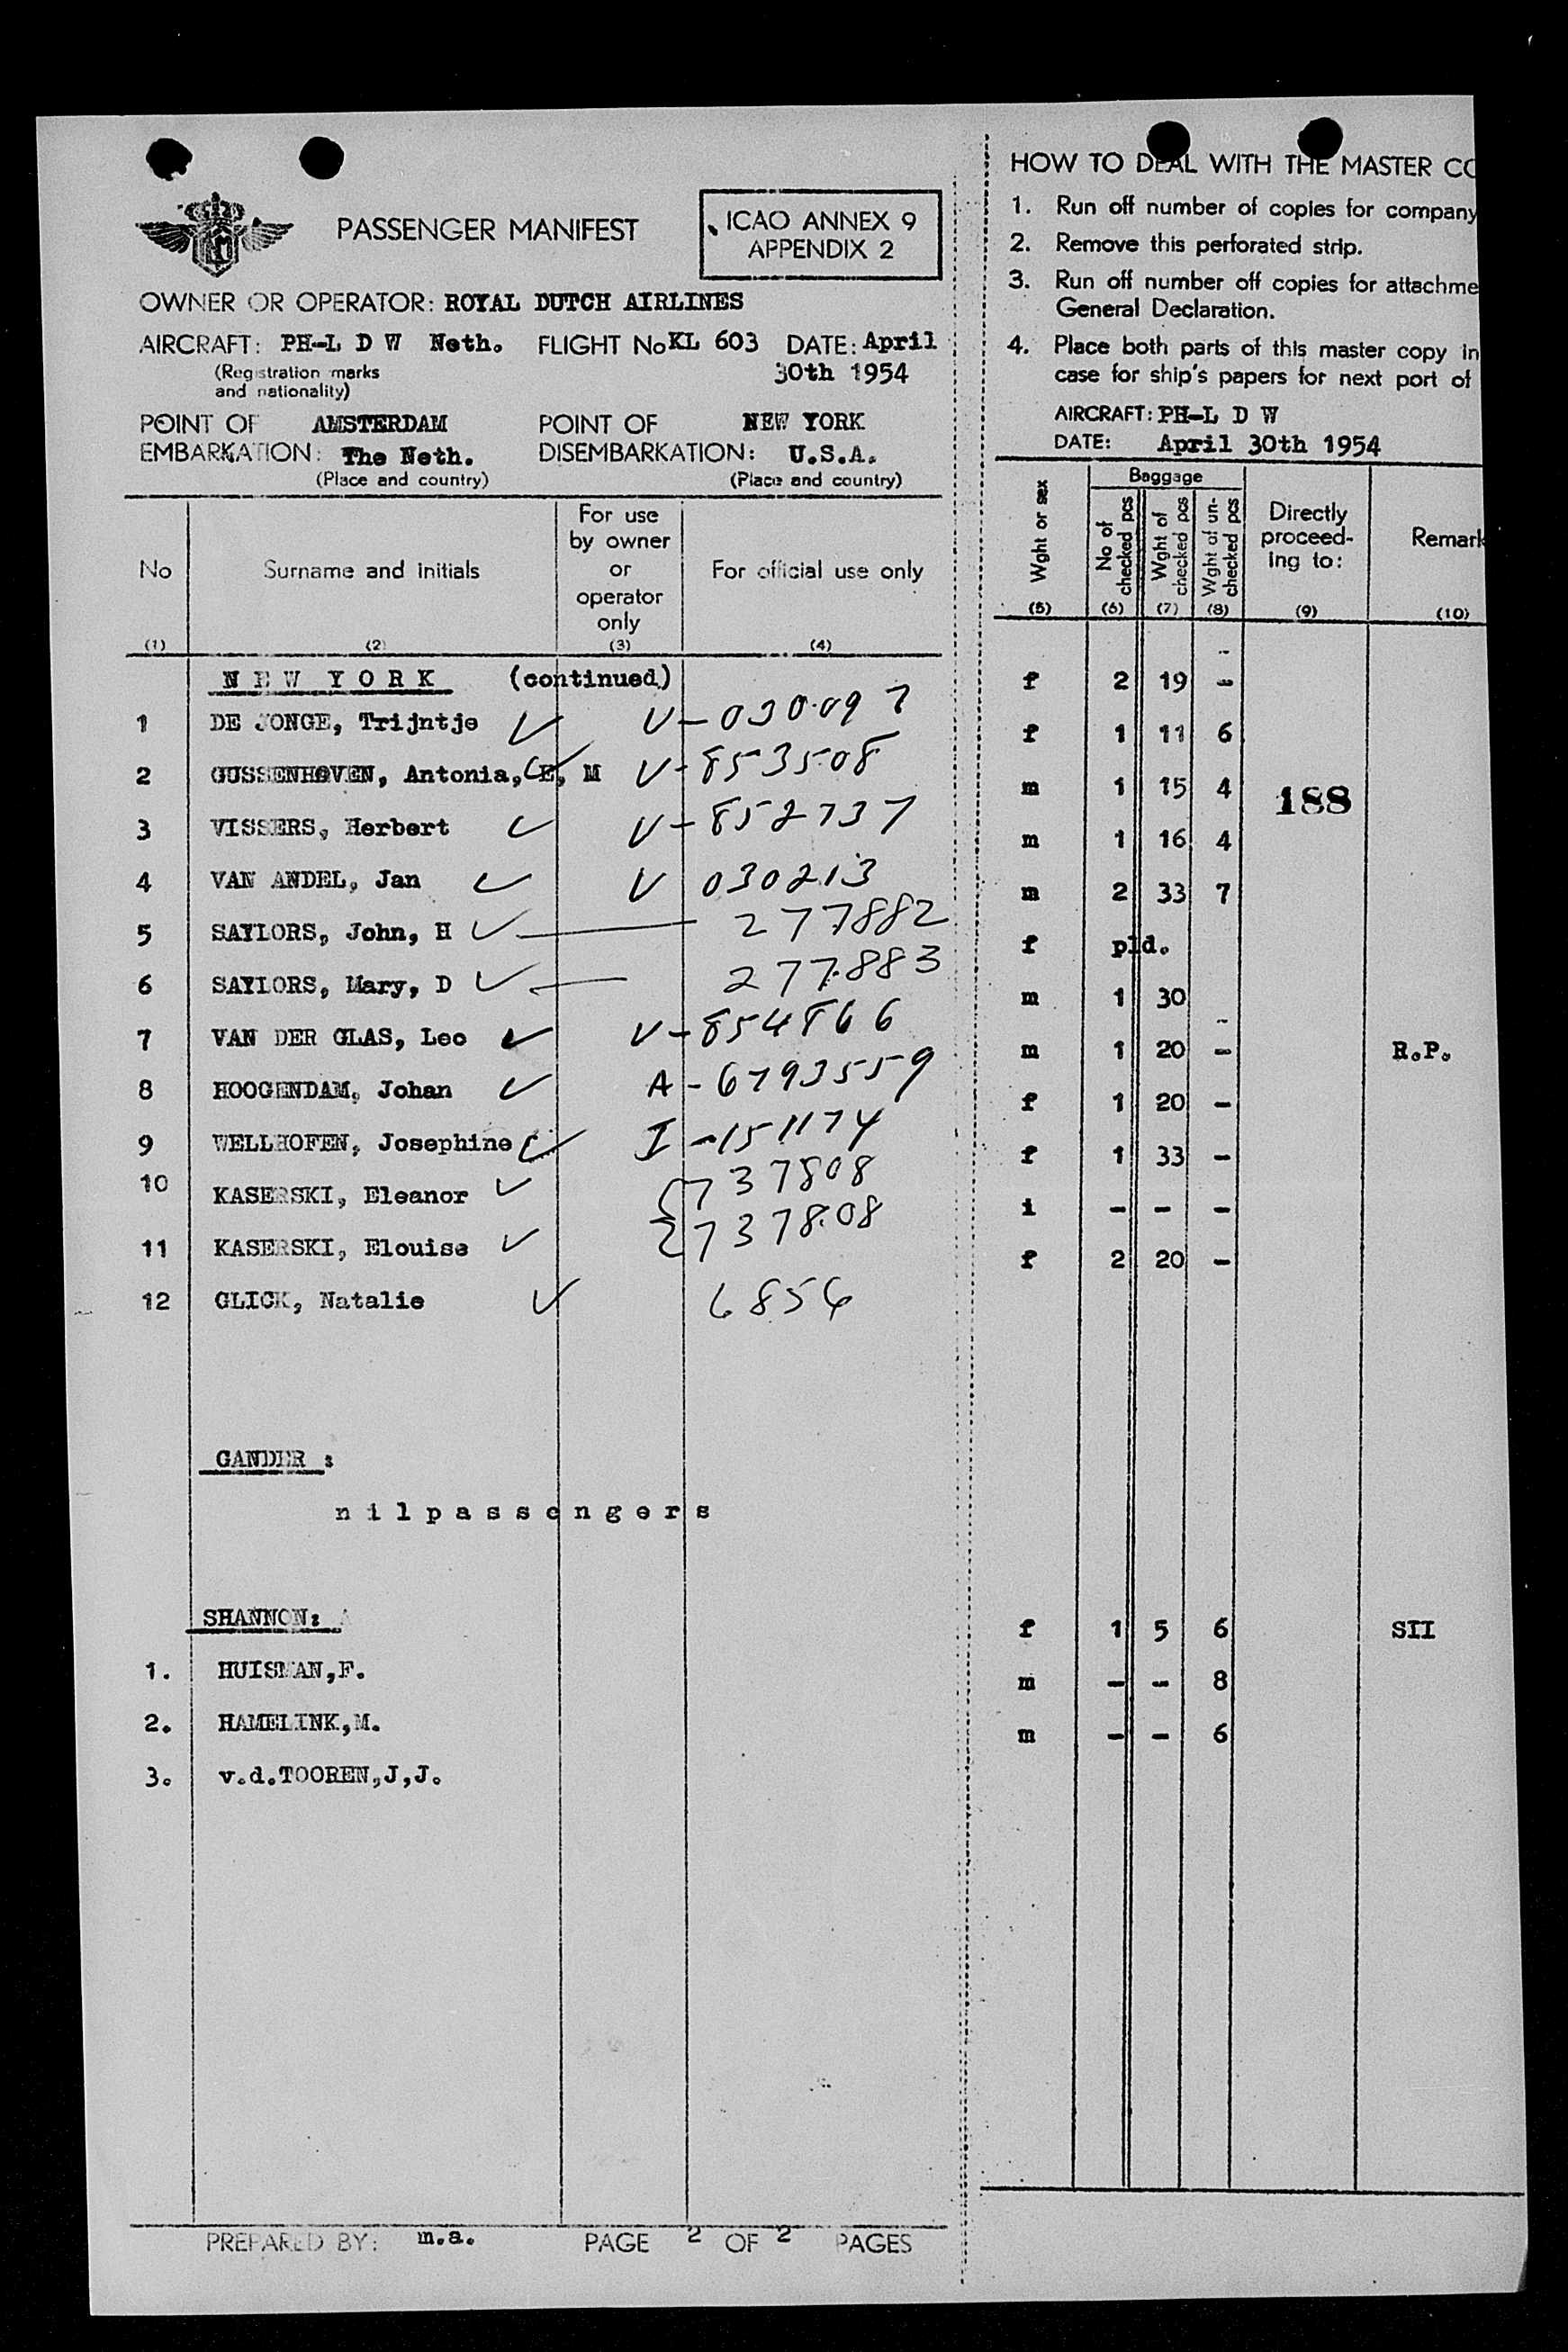 PASSENGER MANIFEST
ICAO ANNEX 9
APPENDIX 2
OWNER OR OPERATOR: ROYAL DUTCH AIRLINES
AIRCRAFT: PH-L D W Neth. FLIGHT No KL 603 DATE: April
(Registration marks
and nationality)
30th 1954
POINT OF AMSTERDAM POINT OF NEW YORK
EMBARKATION: The Neth. DISEMBARKATION: U.S.A.
(Place and country) (Place and country)
No
Surname and initials
For use
by owner
or
operator
only
For official use only
(1) (2) (3) (4)
NEW YORK (continued)
1 DE JONGE, Trijntje V-030097
2 GUSSENHOVEN, Antonia, E, M V-853508
3 VISSERS, Herbert V-852737
4 VAN ANDEL, Jan V 030213
5 SAYLORS, John, H 277882
6 SAYLORS, Mary, D 277883
7 VAN DER GLAS, Leo V-854866
8 HOOGENDAM, Johan A-6793559
9 WELLHOFEN, Josephine I-151174
10 KASERSKI, Eleanor 737808
11 KASERSKI, Elouise 737808
12 GLICK, Natalie 6856
GANDER :
nilpassengers
SHANNON:
1. HUISMAN,F.
2. HAMELINK,M.
3. v.d.TOOREN,J,J.
PREPARED BY: m.a. PAGE 2 OF 2 PAGES
HOW TO DEAL WITH THE MASTER CO
1. Run off number of copies for company
2. Remove this perforated strip.
3. Run off number off copies for attachme
General Declaration.
4. Place both parts of this master copy in
case for ship's papers for next port of
AIRCRAFT: PH-L D W
DATE: April 30th 1954
Wght or sex
Baggage
No of
checked pcs
Wght of
checked pcs
Wght of un-
checked pcs
Directly
proceed-
ing to:
Remark
(5) (6) (7) (8) (9) (10)
f 2 19 -
f 1 11 6
m 1 15 4
188
m 1 16 4
m 2 33 7
f pld.
m 1 30
m 1 20 - R.P.
f 1 20 -
f 1 33 -
i - - -
f 2 20 -
f 1 5 6 SII
m - - 8
m - - 6